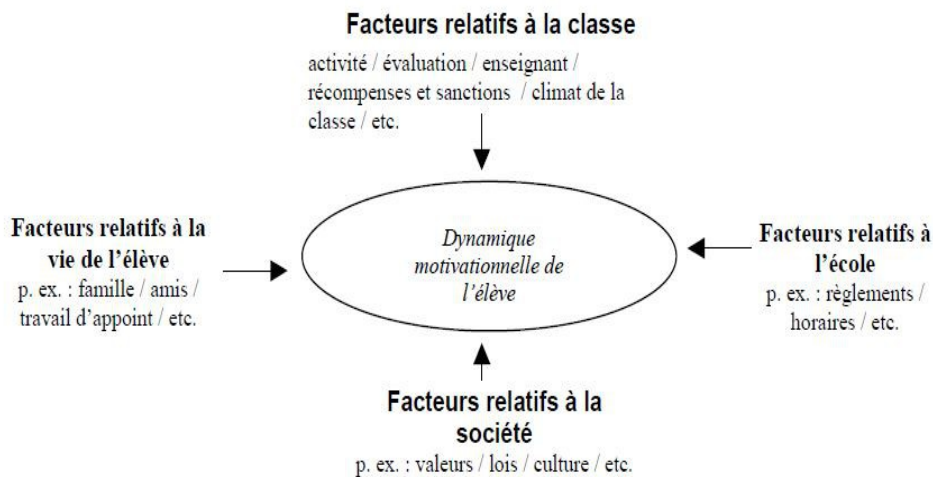 Facteurs relatifs à la classe
activité / évaluation / enseignant /
récompenses et sanctions / climat de la
classe / etc.
Facteurs relatifs à la
vie de l'élève
p. ex. : famille / amis /
travail d'appoint / etc.
Dynamique
motivationnelle de
l'élève
Facteurs relatifs à
l'école
p. ex. : règlements /
horaires / etc.
Facteurs relatifs à la
société
p. ex. : valeurs / lois / culture / etc.